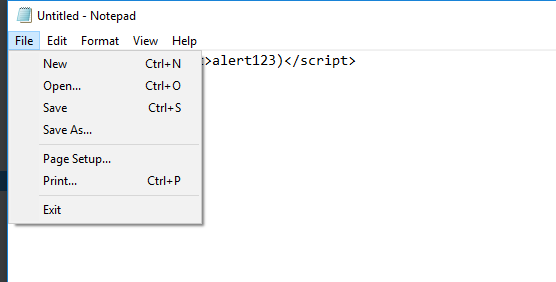 Untitled - Notepad
File Edit Format View Help
>alert123)</script>
New Ctrl+N
Open... Ctrl+O
Save Ctrl+S
Save As...
Page Setup...
Print... Ctrl+P
Exit